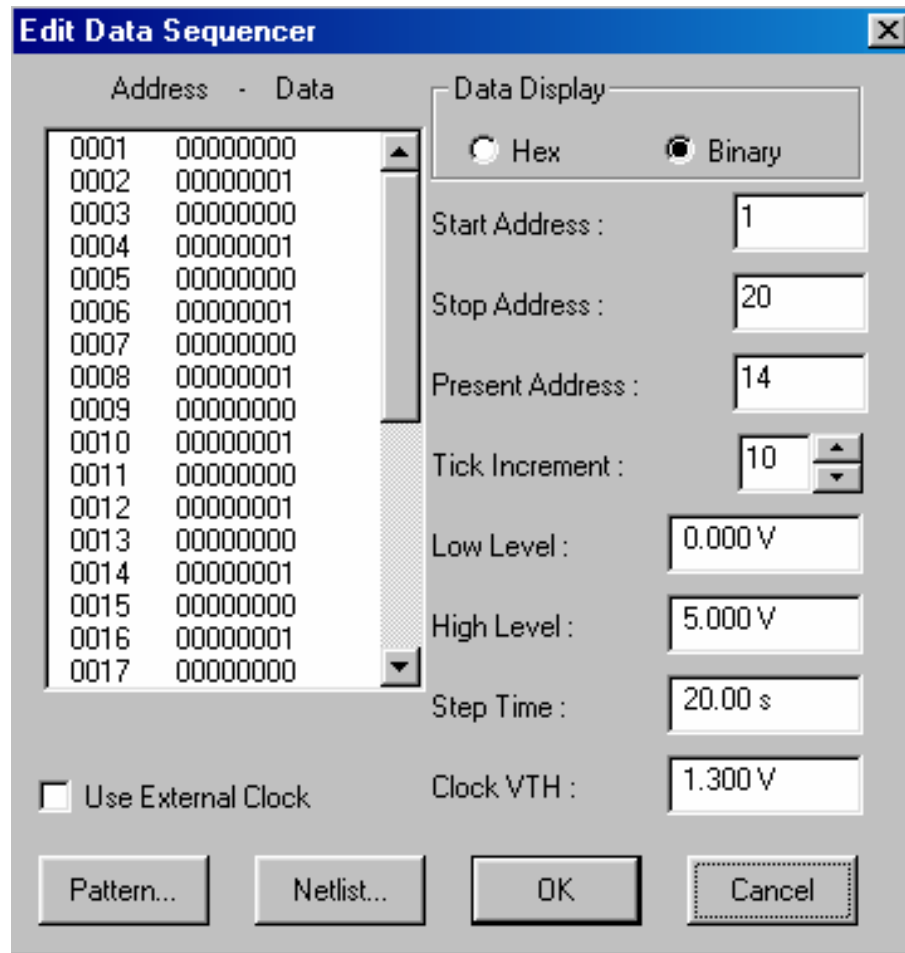 Edit Data Sequencer
Address - Data
0001 00000000
0002 00000001
0003 00000000
0004 00000001
0005 00000000
0006 00000001
0007 00000000
0008 00000001
0009 00000000
0010 00000001
0011 00000000
0012 00000001
0013 00000000
0014 00000001
0015 00000000
0016 00000001
0017 00000000
Data Display
Hex Binary
Start Address : 1
Stop Address : 20
Present Address : 14
Tick Increment : 10
Low Level : 0.000 V
High Level : 5.000 V
Step Time : 20.00 s
Use External Clock
Clock VTH : 1.300 V
Pattern... Netlist... OK Cancel